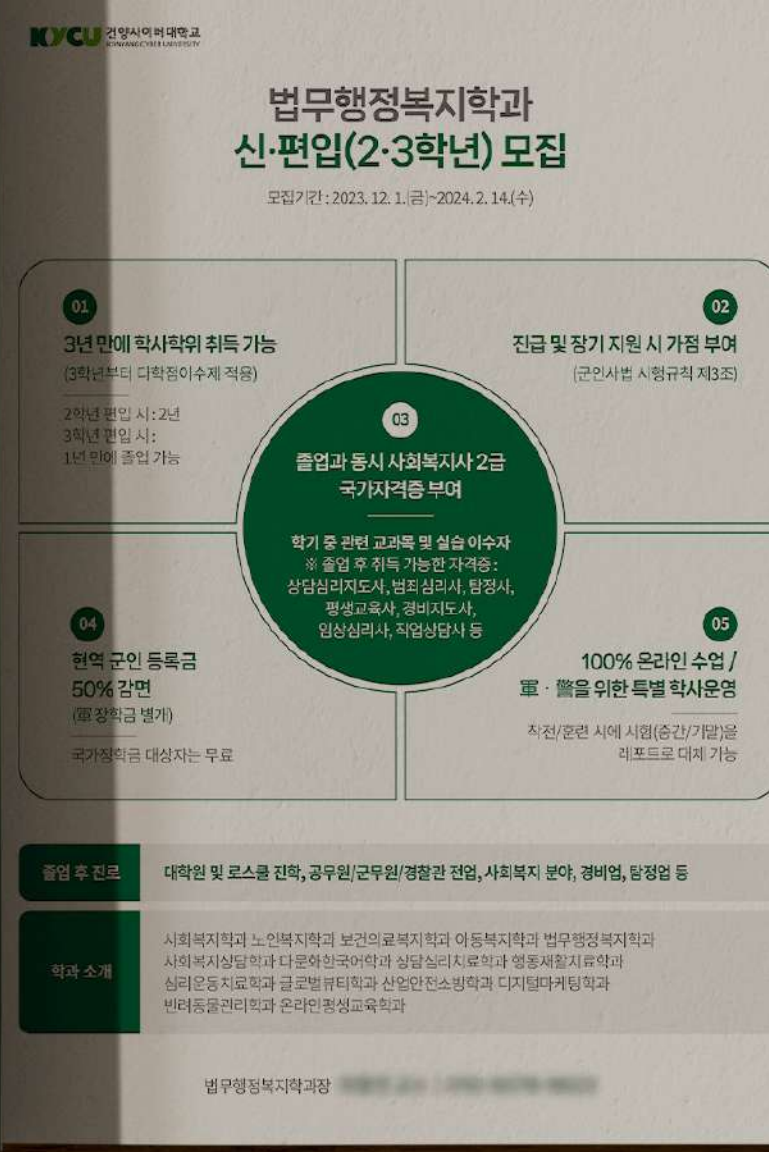 KYCU 건양사이버대학교
KONYANG CYBER UNIVERSITY
법무행정복지학과
신·편입(2·3학년) 모집
모집기간 : 2023. 12. 1.(금)~2024. 2. 14.(수)
01
3년 만에 학사학위 취득 가능
(3학년부터 다학점이수제 적용)
2학년 편입 시 : 2년
3학년 편입 시 :
1년 만에 졸업 가능
02
진급 및 장기 지원 시 가점 부여
(군인사법 시행규칙 제3조)
03
졸업과 동시 사회복지사 2급
국가자격증 부여
학기 중 관련 교과목 및 실습 이수자
※ 졸업 후 취득 가능한 자격증 :
상담심리지도사, 범죄심리사, 탐정사,
평생교육사, 경비지도사,
임상심리사, 직업상담사 등
04
현역 군인 등록금
50% 감면
(軍 장학금 별개)
국가장학금 대상자는 무료
05
100% 온라인 수업 /
軍 · 警을 위한 특별 학사운영
작전/훈련 시에 시험(중간/기말)을
레포트로 대체 가능
졸업 후 진로
대학원 및 로스쿨 진학, 공무원/군무원/경찰관 전업, 사회복지 분야, 경비업, 탐정업 등
학과 소개
사회복지학과 노인복지학과 보건의료복지학과 아동복지학과 법무행정복지학과
사회복지상담학과 다문화한국어학과 상담심리치료학과 행동재활치료학과
심리운동치료학과 글로벌뷰티학과 산업안전소방학과 디지털마케팅학과
반려동물관리학과 온라인평생교육학과
법무행정복지학과장